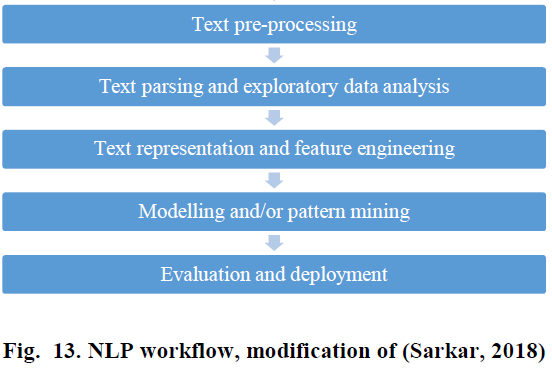 Text pre-processing
Text parsing and exploratory data analysis
Text representation and feature engineering
Modelling and/or pattern mining
Evaluation and deployment
Fig. 13. NLP workflow, modification of (Sarkar, 2018)